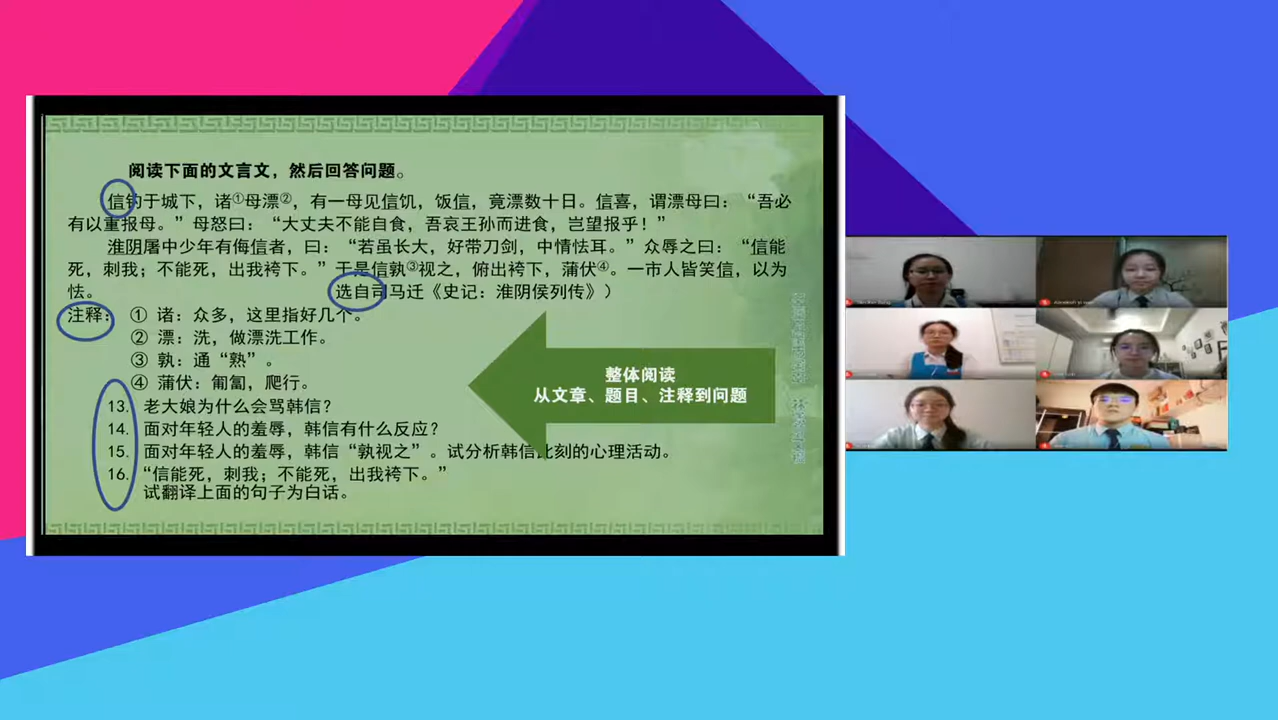 阅读下面的文言文，然后回答问题。
信钓于城下，诸①母漂②，有一母见信饥，饭信，竟漂数十日。信喜，谓漂母曰：“吾必
有以重报母。”母怒曰：“大丈夫不能自食，吾哀王孙而进食，岂望报乎！”
淮阴屠中少年有侮信者，曰：“若虽长大，好带刀剑，中情怯耳。”众辱之曰：“信能
死，刺我；不能死，出我袴下。”于是信孰③视之，俯出袴下，蒲伏④。一市人皆笑信，以为
怯。 选自司马迁《史记：淮阴侯列传》）
注释：① 诸：众多，这里指好几个。
② 漂：洗，做漂洗工作。
③ 孰：通“熟”。
④ 蒲伏：匍匐，爬行。
13. 老大娘为什么会骂韩信？
14. 面对年轻人的羞辱，韩信有什么反应？
15. 面对年轻人的羞辱，韩信“孰视之”。试分析韩信此刻的心理活动。
16. “信能死，刺我；不能死，出我袴下。”
试翻译上面的句子为白话。
整体阅读
从文章、题目、注释到问题